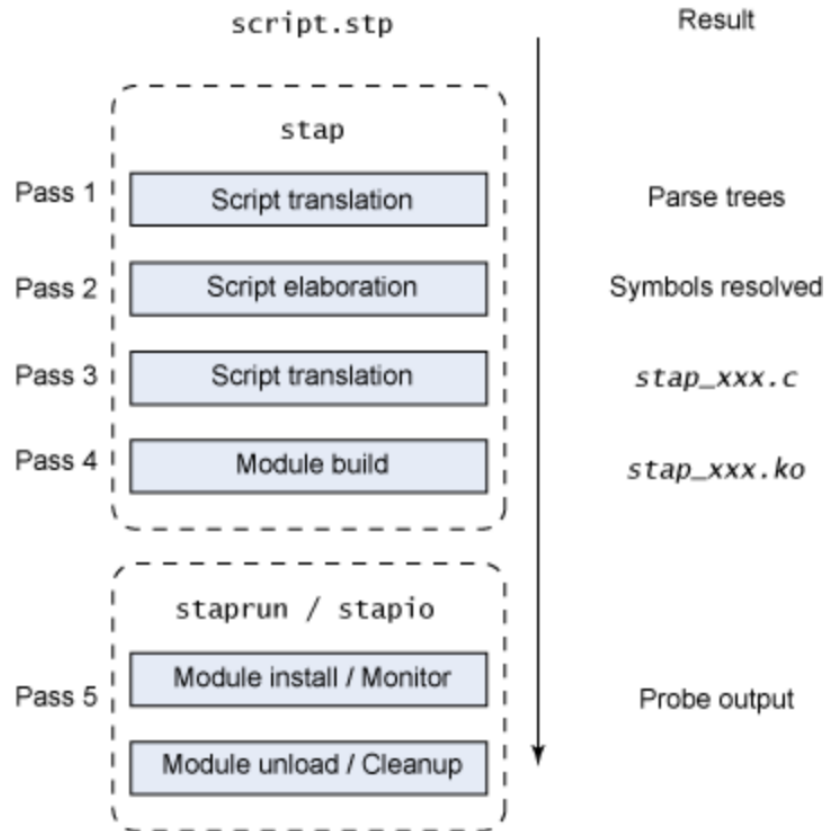 script.stp
Result
stap
Pass 1
Script translation
Parse trees
Pass 2
Script elaboration
Symbols resolved
Pass 3
Script translation
stap_xxx.c
Pass 4
Module build
stap_xxx.ko
staprun / stapio
Module install / Monitor
Pass 5
Probe output
Module unload / Cleanup